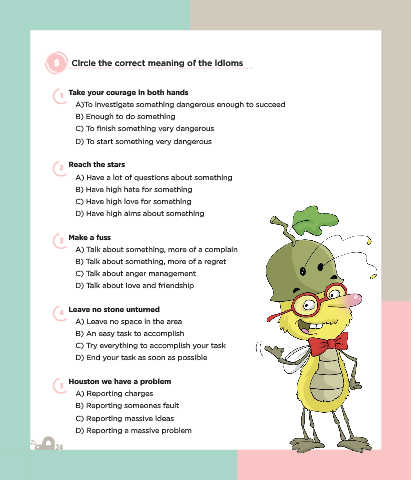 Circle the correct meaning of the Idioms
1 Take your courage in both hands
A)To investigate something dangerous enough to succeed
B) Enough to do something
C) To finish something very dangerous
D) To start something very dangerous
2 Reach the stars
A) Have a lot of questions about something
B) Have high hate for something
C) Have high love for something
D) Have high aims about something
3 Make a fuss
A) Talk about something, more of a complain
B) Talk about something, more of a regret
C) Talk about anger management
D) Talk about love and friendship
4 Leave no stone unturned
A) Leave no space in the area
B) An easy task to accomplish
C) Try everything to accomplish your task
D) End your task as soon as possible
5 Houston we have a problem
A) Reporting charges
B) Reporting someones fault
C) Reporting massive ideas
D) Reporting a massive problem
24